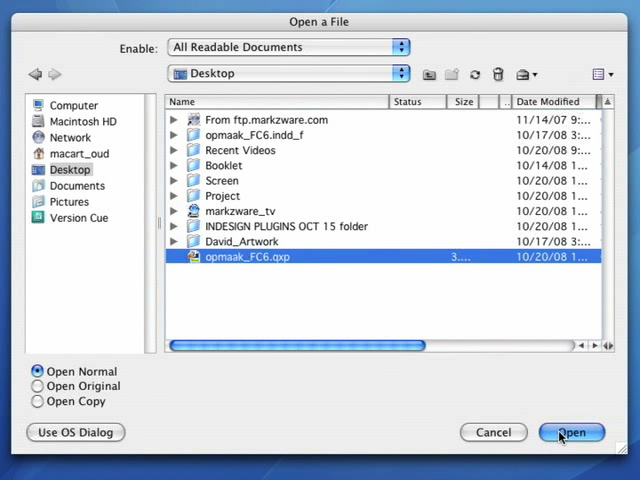 Open a File
Enable: All Readable Documents
Desktop
Computer
Macintosh HD
Network
macart_oud
Desktop
Documents
Pictures
Version Cue
Name Status Size .. Date Modified
From ftp.markzware.com 11/14/07 9:...
opmaak_FC6.indd_f 10/17/08 3:...
Recent Videos 10/20/08 1...
Booklet 10/14/08 1...
Screen 10/20/08 1...
Project 10/20/08 1...
markzware_tv 10/20/08 1...
INDESIGN PLUGINS OCT 15 folder 10/20/08 1...
David_Artwork 10/17/08 3:...
opmaak_FC6.qxp 3.... 10/20/08 1...
Open Normal
Open Original
Open Copy
Use OS Dialog Cancel Open